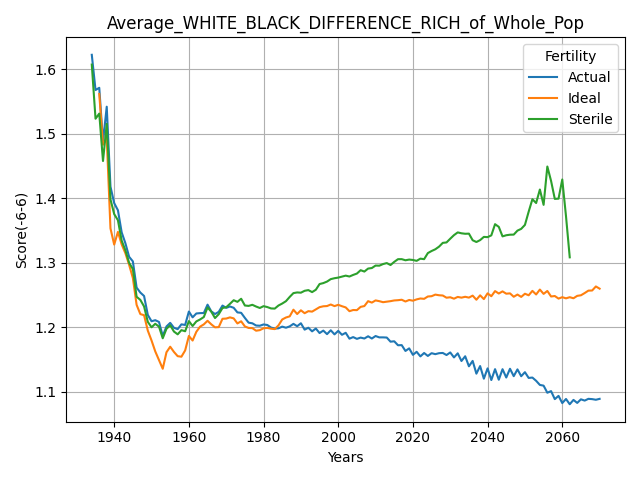 Average_WHITE_BLACK_DIFFERENCE_RICH_of_Whole_Pop
Fertility
Actual
Ideal
Sterile
Score(-6-6)
1.6
1.5
1.4
1.3
1.2
1.1
1940 1960 1980 2000 2020 2040 2060
Years